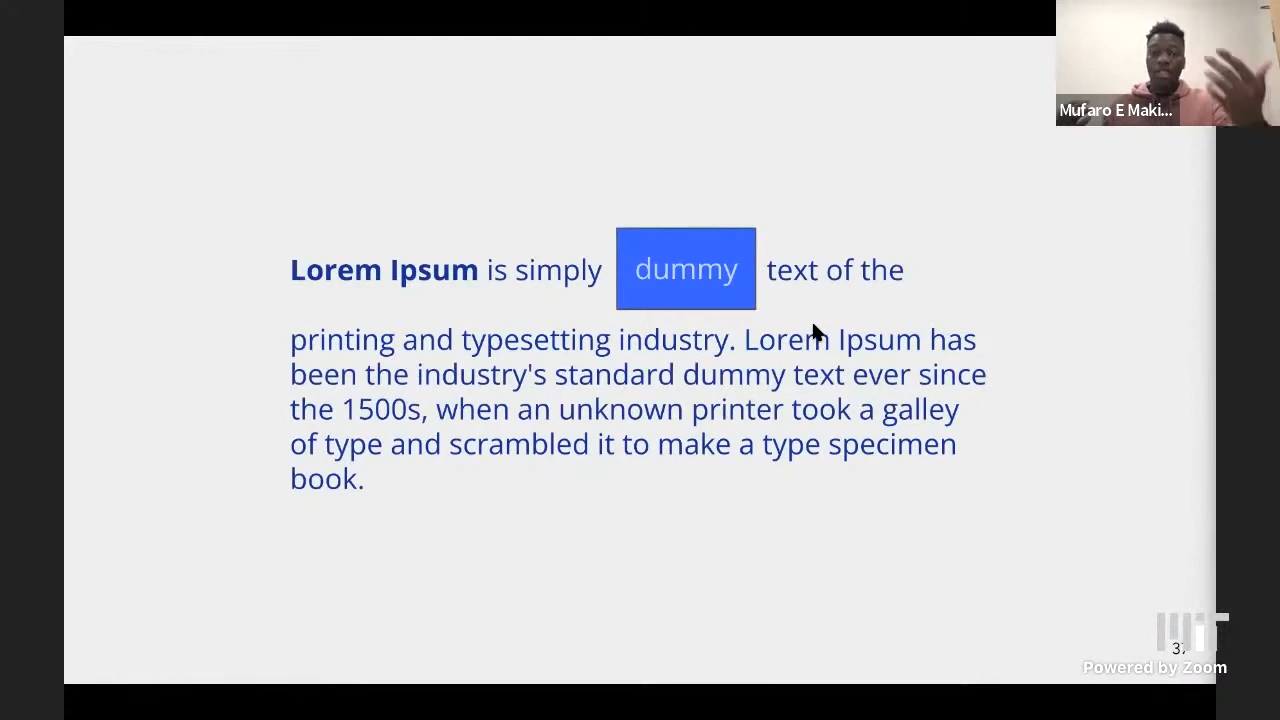 Mufaro E Maki...
Lorem Ipsum is simply dummy text of the
printing and typesetting industry. Lorem Ipsum has
been the industry's standard dummy text ever since
the 1500s, when an unknown printer took a galley
of type and scrambled it to make a type specimen
book.
MIT
Powered by Zoom